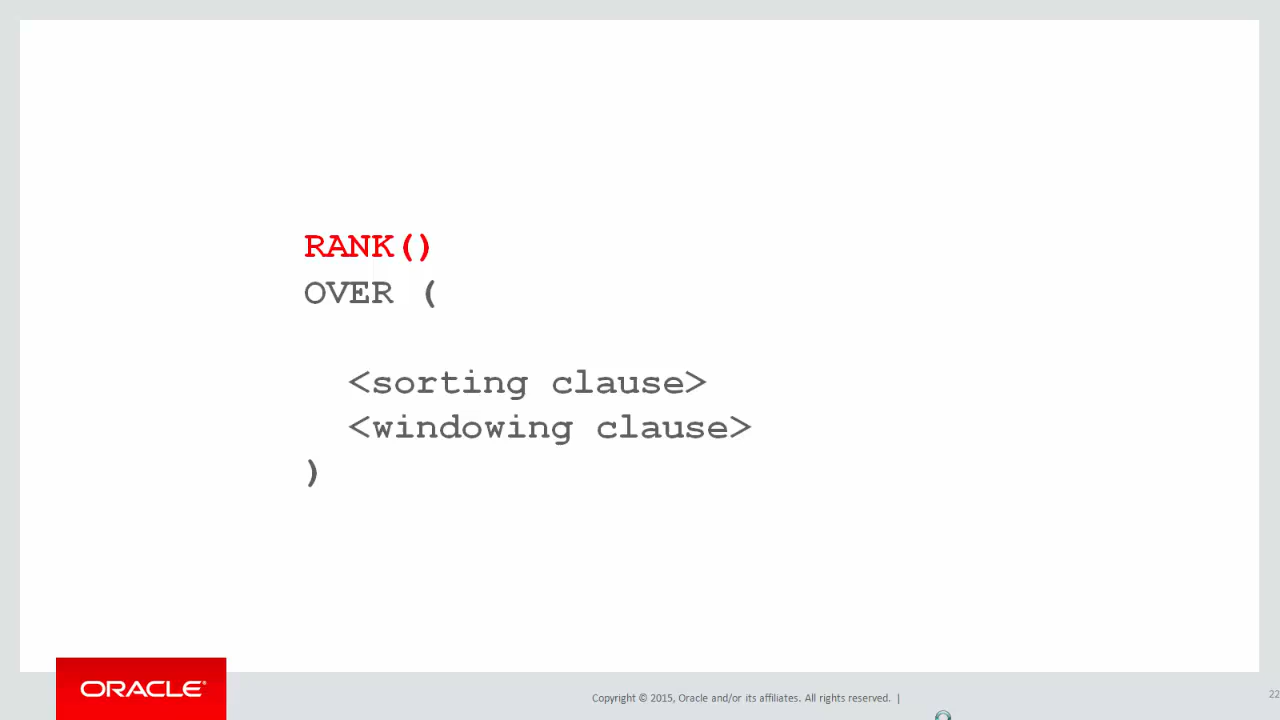 RANK()
OVER (
<sorting clause>
<windowing clause>
)
ORACLE®
Copyright © 2015, Oracle and/or its affiliates. All rights reserved. |
22